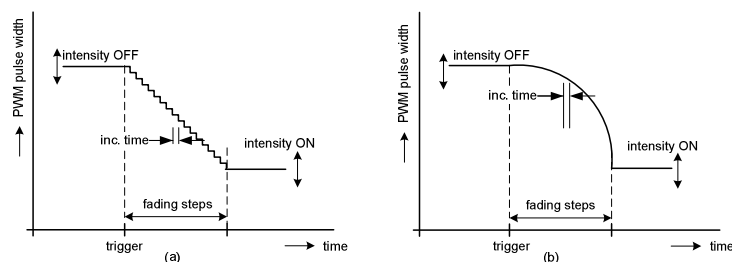 PWM pulse width
intensity OFF
inc. time
intensity ON
fading steps
trigger
time
(a)
PWM pulse width
intensity OFF
inc. time
intensity ON
fading steps
trigger
time
(b)